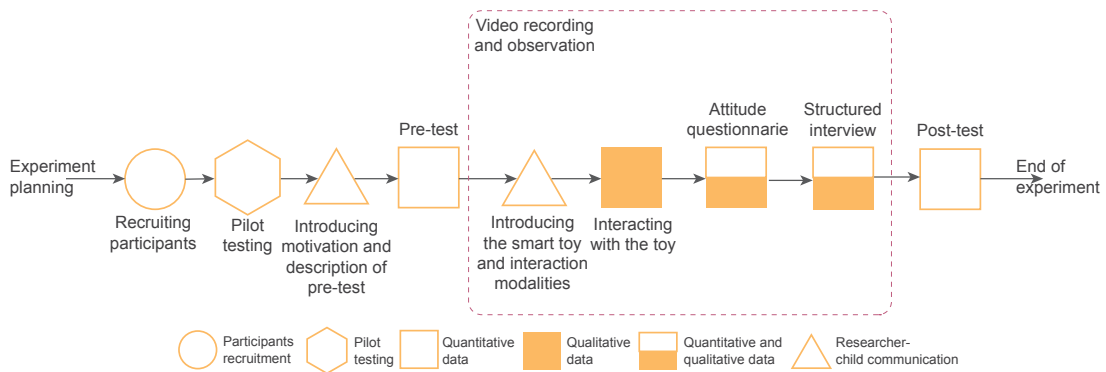 Video recording
and observation
Experiment
planning
Recruiting
participants
Pilot
testing
Introducing
motivation and
description of
pre-test
Pre-test
Introducing
the smart toy
and interaction
modalities
Interacting
with the toy
Attitude
questionnarie
Structured
interview
Post-test
End of
experiment
Participants
recruitment
Pilot
testing
Quantitative
data
Qualitative
data
Quantitative and
qualitative data
Researcher-
child communication